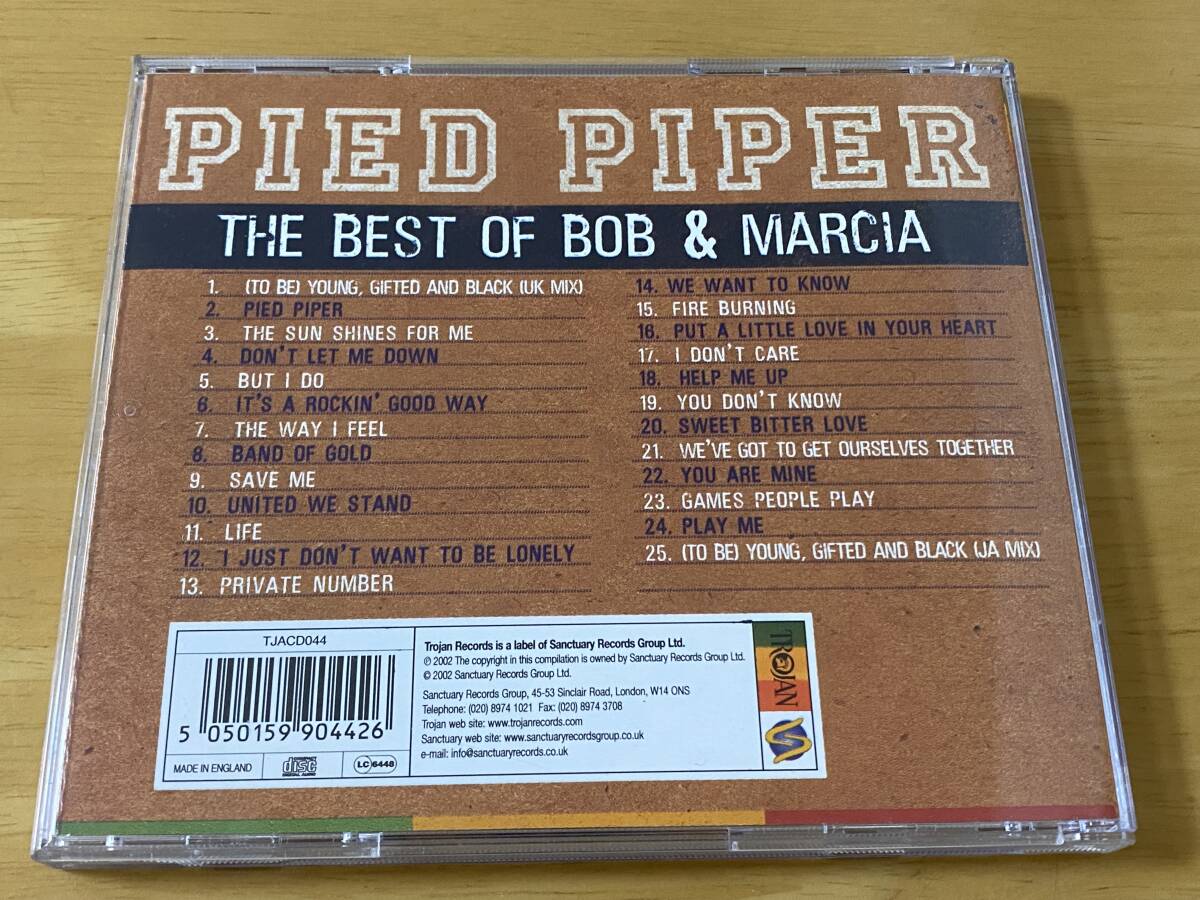 PIED PIPER
THE BEST OF BOB & MARCIA
1. (TO BE) YOUNG, GIFTED AND BLACK (UK MIX)
2. PIED PIPER
3. THE SUN SHINES FOR ME
4. DON'T LET ME DOWN
5. BUT I DO
6. IT'S A ROCKIN' GOOD WAY
7. THE WAY I FEEL
8. BAND OF GOLD
9. SAVE ME
10. UNITED WE STAND
11. LIFE
12. I JUST DON'T WANT TO BE LONELY
13. PRIVATE NUMBER
14. WE WANT TO KNOW
15. FIRE BURNING
16. PUT A LITTLE LOVE IN YOUR HEART
17. I DON'T CARE
18. HELP ME UP
19. YOU DON'T KNOW
20. SWEET BITTER LOVE
21. WE'VE GOT TO GET OURSELVES TOGETHER
22. YOU ARE MINE
23. GAMES PEOPLE PLAY
24. PLAY ME
25. (TO BE) YOUNG, GIFTED AND BLACK (JA MIX)
TJACD044
5 050159 904426
MADE IN ENGLAND
COMPACT
disc
DIGITAL AUDIO
LC 6448
Trojan Records is a label of Sanctuary Records Group Ltd.
℗ 2002 The copyright in this compilation is owned by Sanctuary Records Group Ltd.
© 2002 Sanctuary Records Group Ltd.
Sanctuary Records Group, 45-53 Sinclair Road, London, W14 ONS
Telephone: (020) 8974 1021 Fax: (020) 8974 3708
Trojan web site: www.trojanrecords.com
Sanctuary web site: www.sanctuaryrecordsgroup.co.uk
e-mail: info@sanctuaryrecords.co.uk
TROJAN